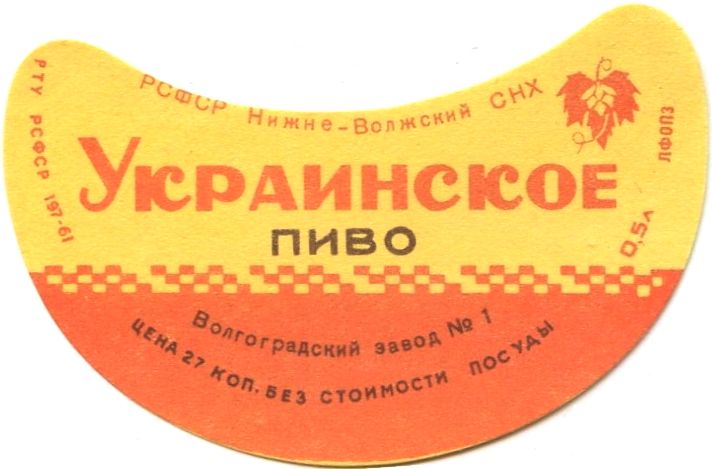 РСФСР Нижне-Волжский СНХ
РТУ РСФСР 197-61
УКРАИНСКОЕ
ПИВО
ЛФОПЗ
0,5л
Волгоградский завод № 1
ЦЕНА 27 КОП. БЕЗ СТОИМОСТИ ПОСУДЫ